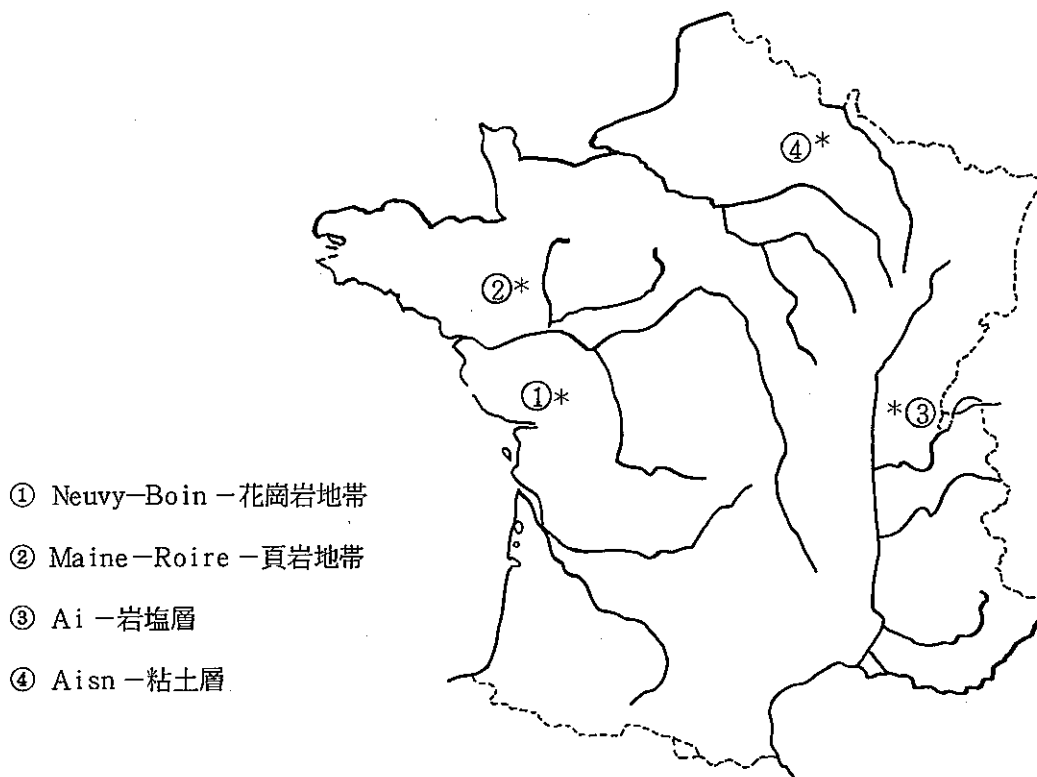 ④*
②*
①*
*③
① Neuvy-Boin－花崗岩地帯
② Maine－Roire－頁岩地帯
③ Ai－岩塩層
④ Aisn－粘土層